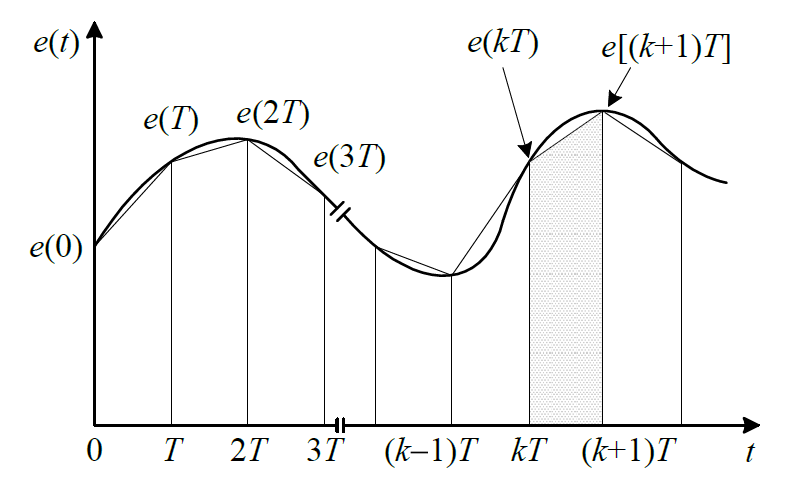 e(t)
e(kT)
e[(k+1)T]
e(T)
e(2T)
e(3T)
e(0)
0 T 2T 3T (k−1)T kT (k+1)T t